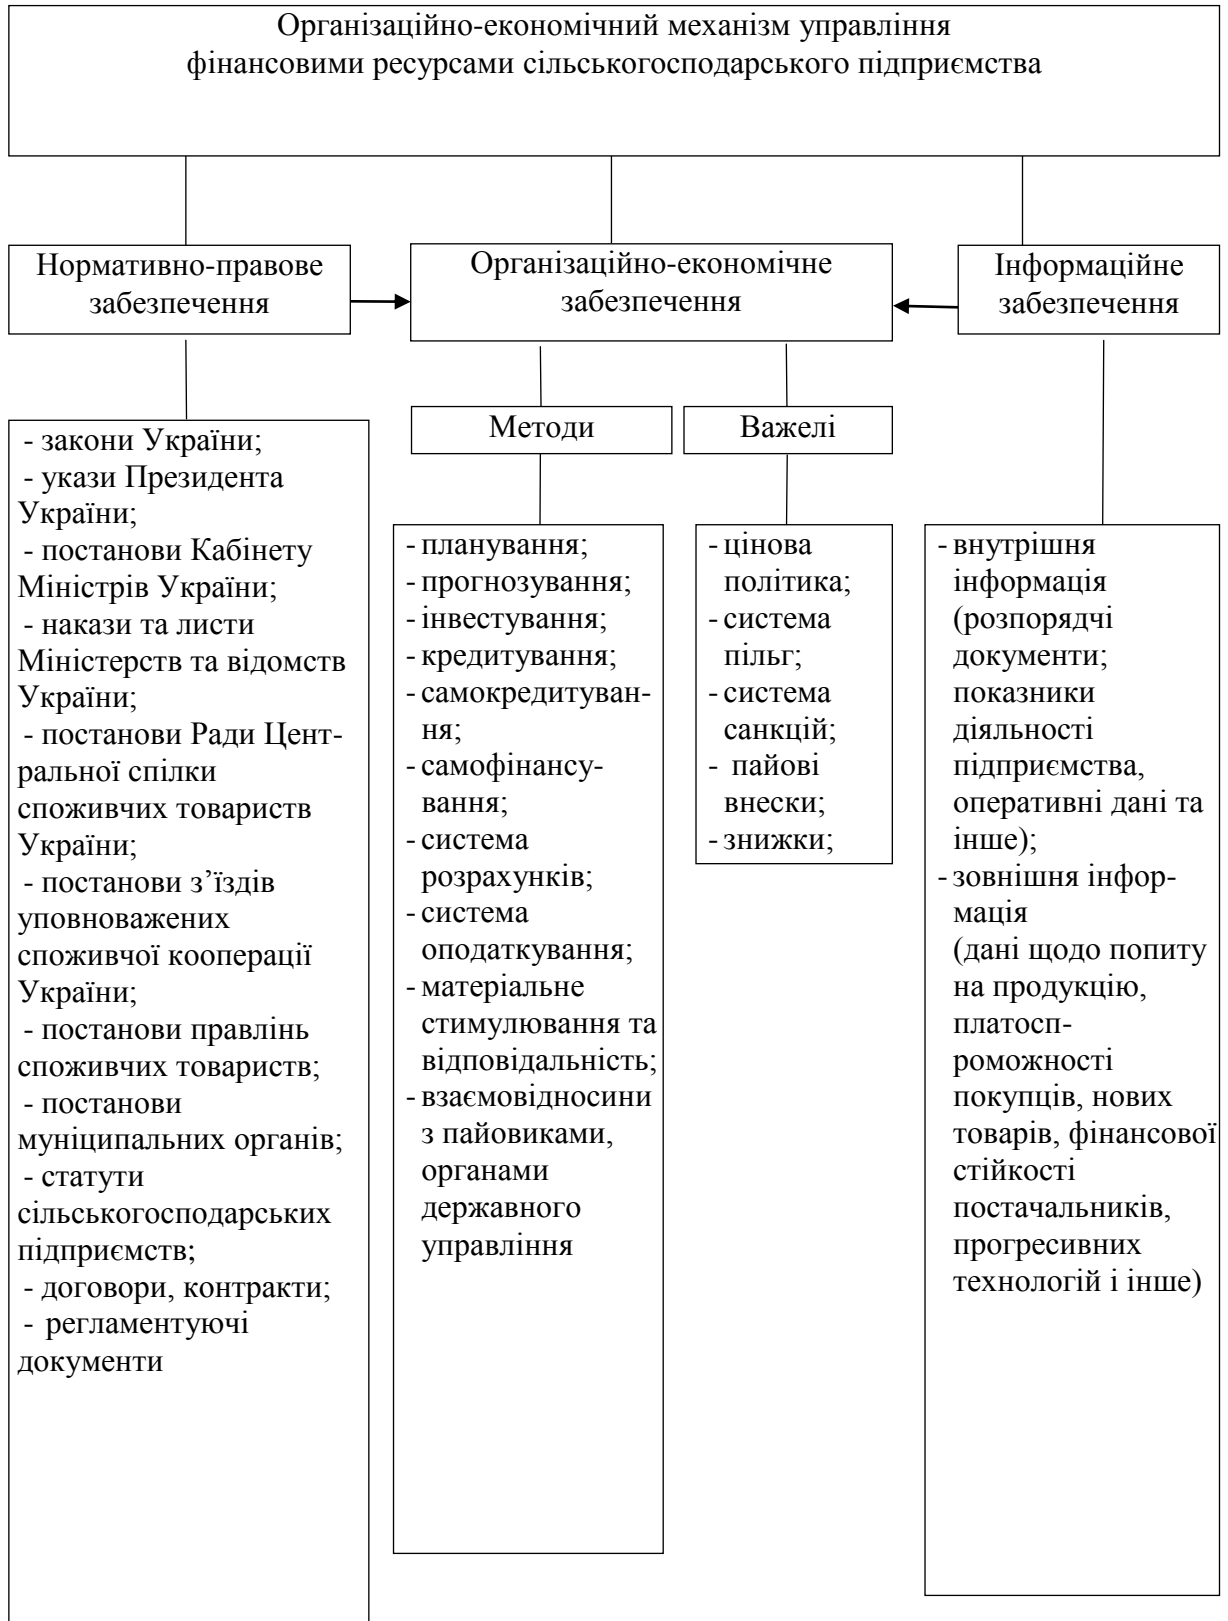 Організаційно-економічний механізм управління
фінансовими ресурсами сільськогосподарського підприємства
Нормативно-правове
забезпечення
Організаційно-економічне
забезпечення
Інформаційне
забезпечення
Методи
Важелі
- закони України;
- укази Президента
України;
- постанови Кабінету
Міністрів України;
- накази та листи
Міністерств та відомств
України;
- постанови Ради Цент-
ральної спілки
споживчих товариств
України;
- постанови з’їздів
уповноважених
споживчої кооперації
України;
- постанови правлінь
споживчих товариств;
- постанови
муніципальних органів;
- статути
сільськогосподарських
підприємств;
- договори, контракти;
- регламентуючі
документи
- планування;
- прогнозування;
- інвестування;
- кредитування;
- самокредитуван-
ня;
- самофінансу-
вання;
- система
розрахунків;
- система
оподаткування;
- матеріальне
стимулювання та
відповідальність;
- взаємовідносини
з пайовиками,
органами
державного
управління
- цінова
політика;
- система
пільг;
- система
санкцій;
- пайові
внески;
- знижки;
- внутрішня
інформація
(розпорядчі
документи;
показники
діяльності
підприємства,
оперативні дані та
інше);
- зовнішня інфор-
мація
(дані щодо попиту
на продукцію,
платосп-
роможності
покупців, нових
товарів, фінансової
стійкості
постачальників,
прогресивних
технологій і інше)